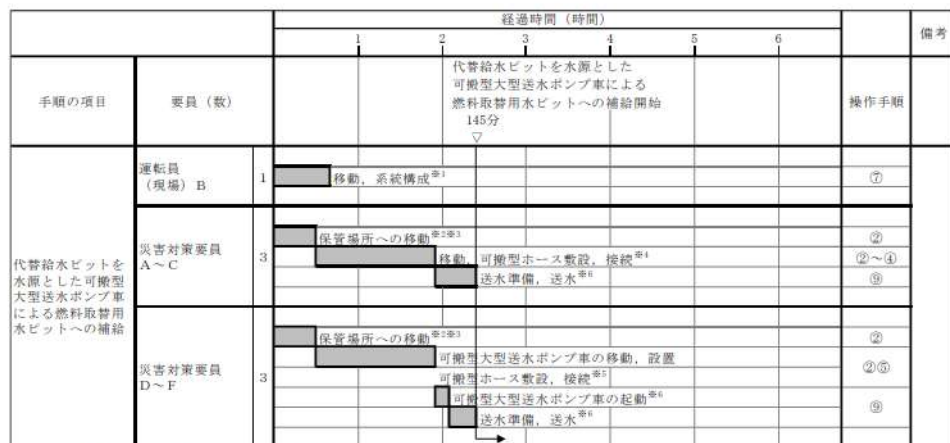 経過時間(時間)
備考
1 2 3 4 5 6
手順の項目
要員(数)
代替給水ピットを水源とした
可搬型大型送水ポンプ車による
燃料取替用水ピットへの補給開始
145分
▽
操作手順
代替給水ピットを
水源とした可搬型
大型送水ポンプ車
による燃料取替用
水ピットへの補給
運転員
(現場)B
1
移動,系統構成※1
⑦
災害対策要員
A~C
3
保管場所への移動※2※3
②
移動,可搬型ホース敷設,接続※4
②~④
送水準備,送水※6
⑨
災害対策要員
D~F
3
保管場所への移動※2※3
②
可搬型大型送水ポンプ車の移動,設置
可搬型ホース敷設,接続※5
②⑤
可搬型大型送水ポンプ車の起動※6
送水準備,送水※6
⑨